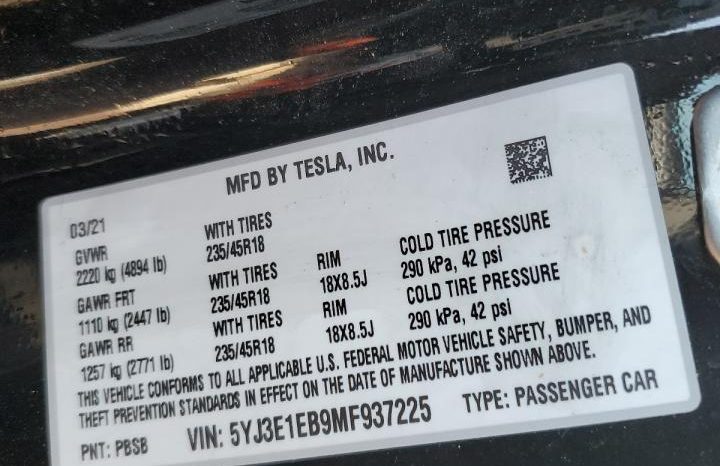 MFD BY TESLA, INC.
03/21
GVWR WITH TIRES
2220 kg (4894 lb) 235/45R18
GAWR FRT WITH TIRES RIM COLD TIRE PRESSURE
1110 kg (2447 lb) 235/45R18 18X8.5J 290 kPa, 42 psi
GAWR RR WITH TIRES RIM COLD TIRE PRESSURE
1257 kg (2771 lb) 235/45R18 18X8.5J 290 kPa, 42 psi
THIS VEHICLE CONFORMS TO ALL APPLICABLE U.S. FEDERAL MOTOR VEHICLE SAFETY, BUMPER, AND
THEFT PREVENTION STANDARDS IN EFFECT ON THE DATE OF MANUFACTURE SHOWN ABOVE.
PNT: PBSB VIN: 5YJ3E1EB9MF937225 TYPE: PASSENGER CAR